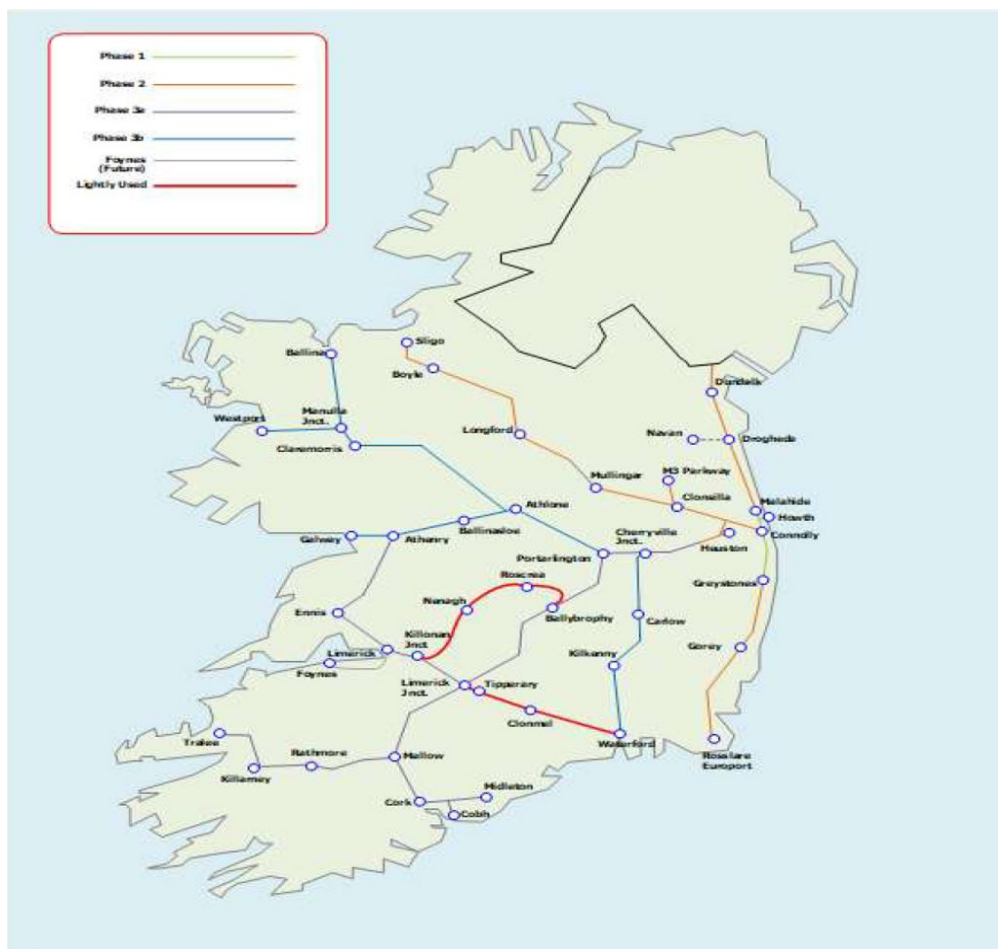 Phase 1
Phase 2
Phase 3a
Phase 3b
Foynes
(Future)
Lightly Used
Sligo
Ballina
Boyle
Dundalk
Manulla
Jnct.
Westport
Longford
Navan
Drogheda
Claremorris
M3 Parkway
Mullingar
Clonsilla
Malahide
Athlone
Howth
Ballinasloe
Cherryville
Jnct.
Connolly
Galway
Athenry
Heuston
Portarlington
Roscrea
Greystones
Nenagh
Ballybrophy
Ennis
Carlow
Killonan
Jnct
Gorey
Limerick
Kilkenny
Foynes
Limerick
Jnct.
Tipperary
Clonmel
Waterford
Tralee
Rathmore
Mallow
Rosslare
Europort
Killarney
Midleton
Cork
Cobh